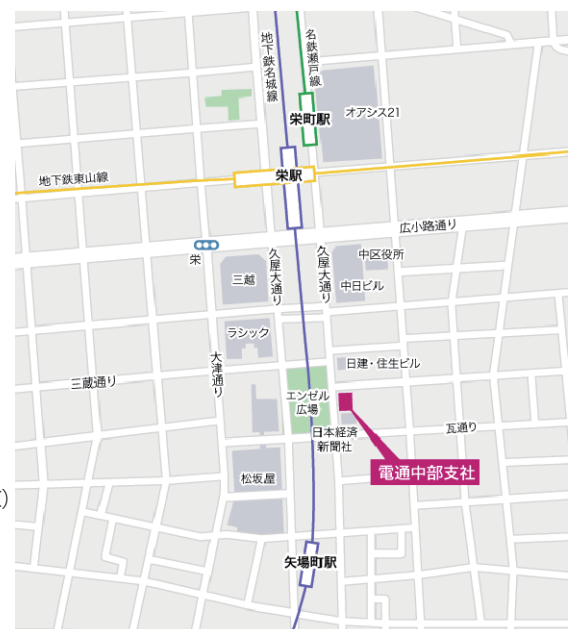 地下鉄名城線
名鉄瀬戸線
オアシス21
栄町駅
栄駅
地下鉄東山線
広小路通り
栄
三越
久屋大通り
久屋大通り
中区役所
中日ビル
ラシック
大津通り
日建・住生ビル
三蔵通り
エンゼル
広場
瓦通り
日本経済
新聞社
電通中部支社
松坂屋
)
矢場町駅